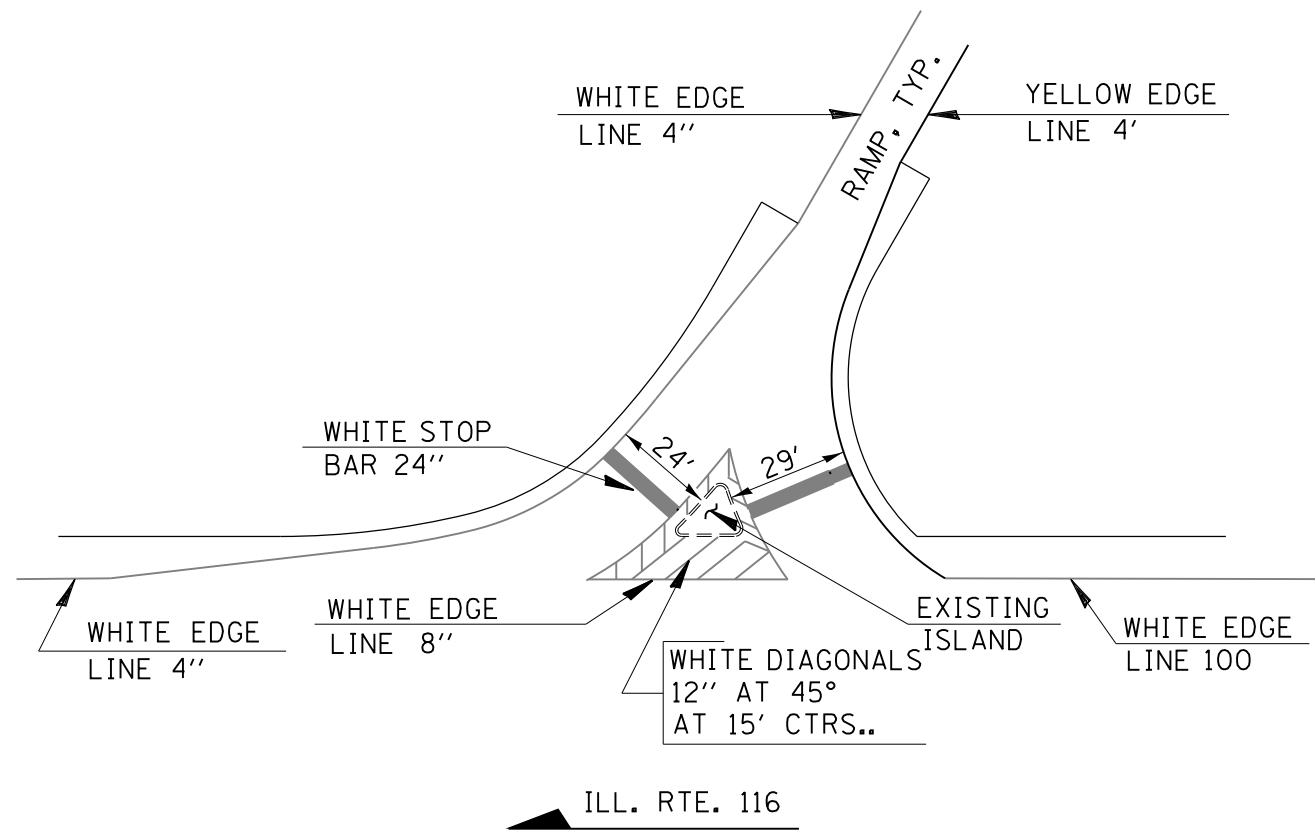 WHITE EDGE
LINE 4''
RAMP, TYP.
YELLOW EDGE
LINE 4'
WHITE STOP
BAR 24''
24'
29'
WHITE EDGE
LINE 4''
WHITE EDGE
LINE 8''
EXISTING
ISLAND
WHITE EDGE
LINE 100
WHITE DIAGONALS
12'' AT 45°
AT 15' CTRS..
ILL. RTE. 116